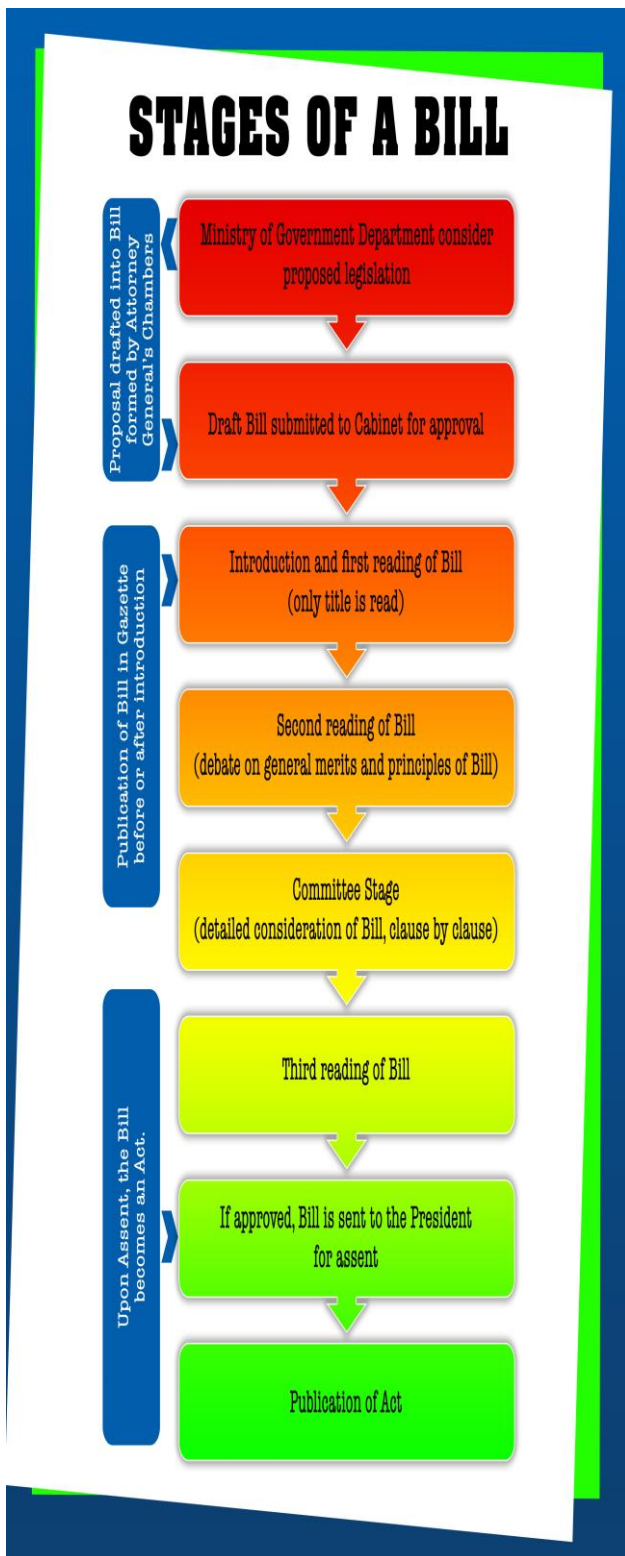 STAGES OF A BILL
Proposal drafted into Bill
formed by Attorney
General's Chambers
Ministry of Government Department consider
proposed legislation
Draft Bill submitted to Cabinet for approval
Publication of Bill in Gazette
before or after introduction
Introduction and first reading of Bill
(only title is read)
Second reading of Bill
(debate on general merits and principles of Bill)
Committee Stage
(detailed consideration of Bill, clause by clause)
Upon Assent, the Bill
becomes an Act.
Third reading of Bill
If approved, Bill is sent to the President
for assent
Publication of Act